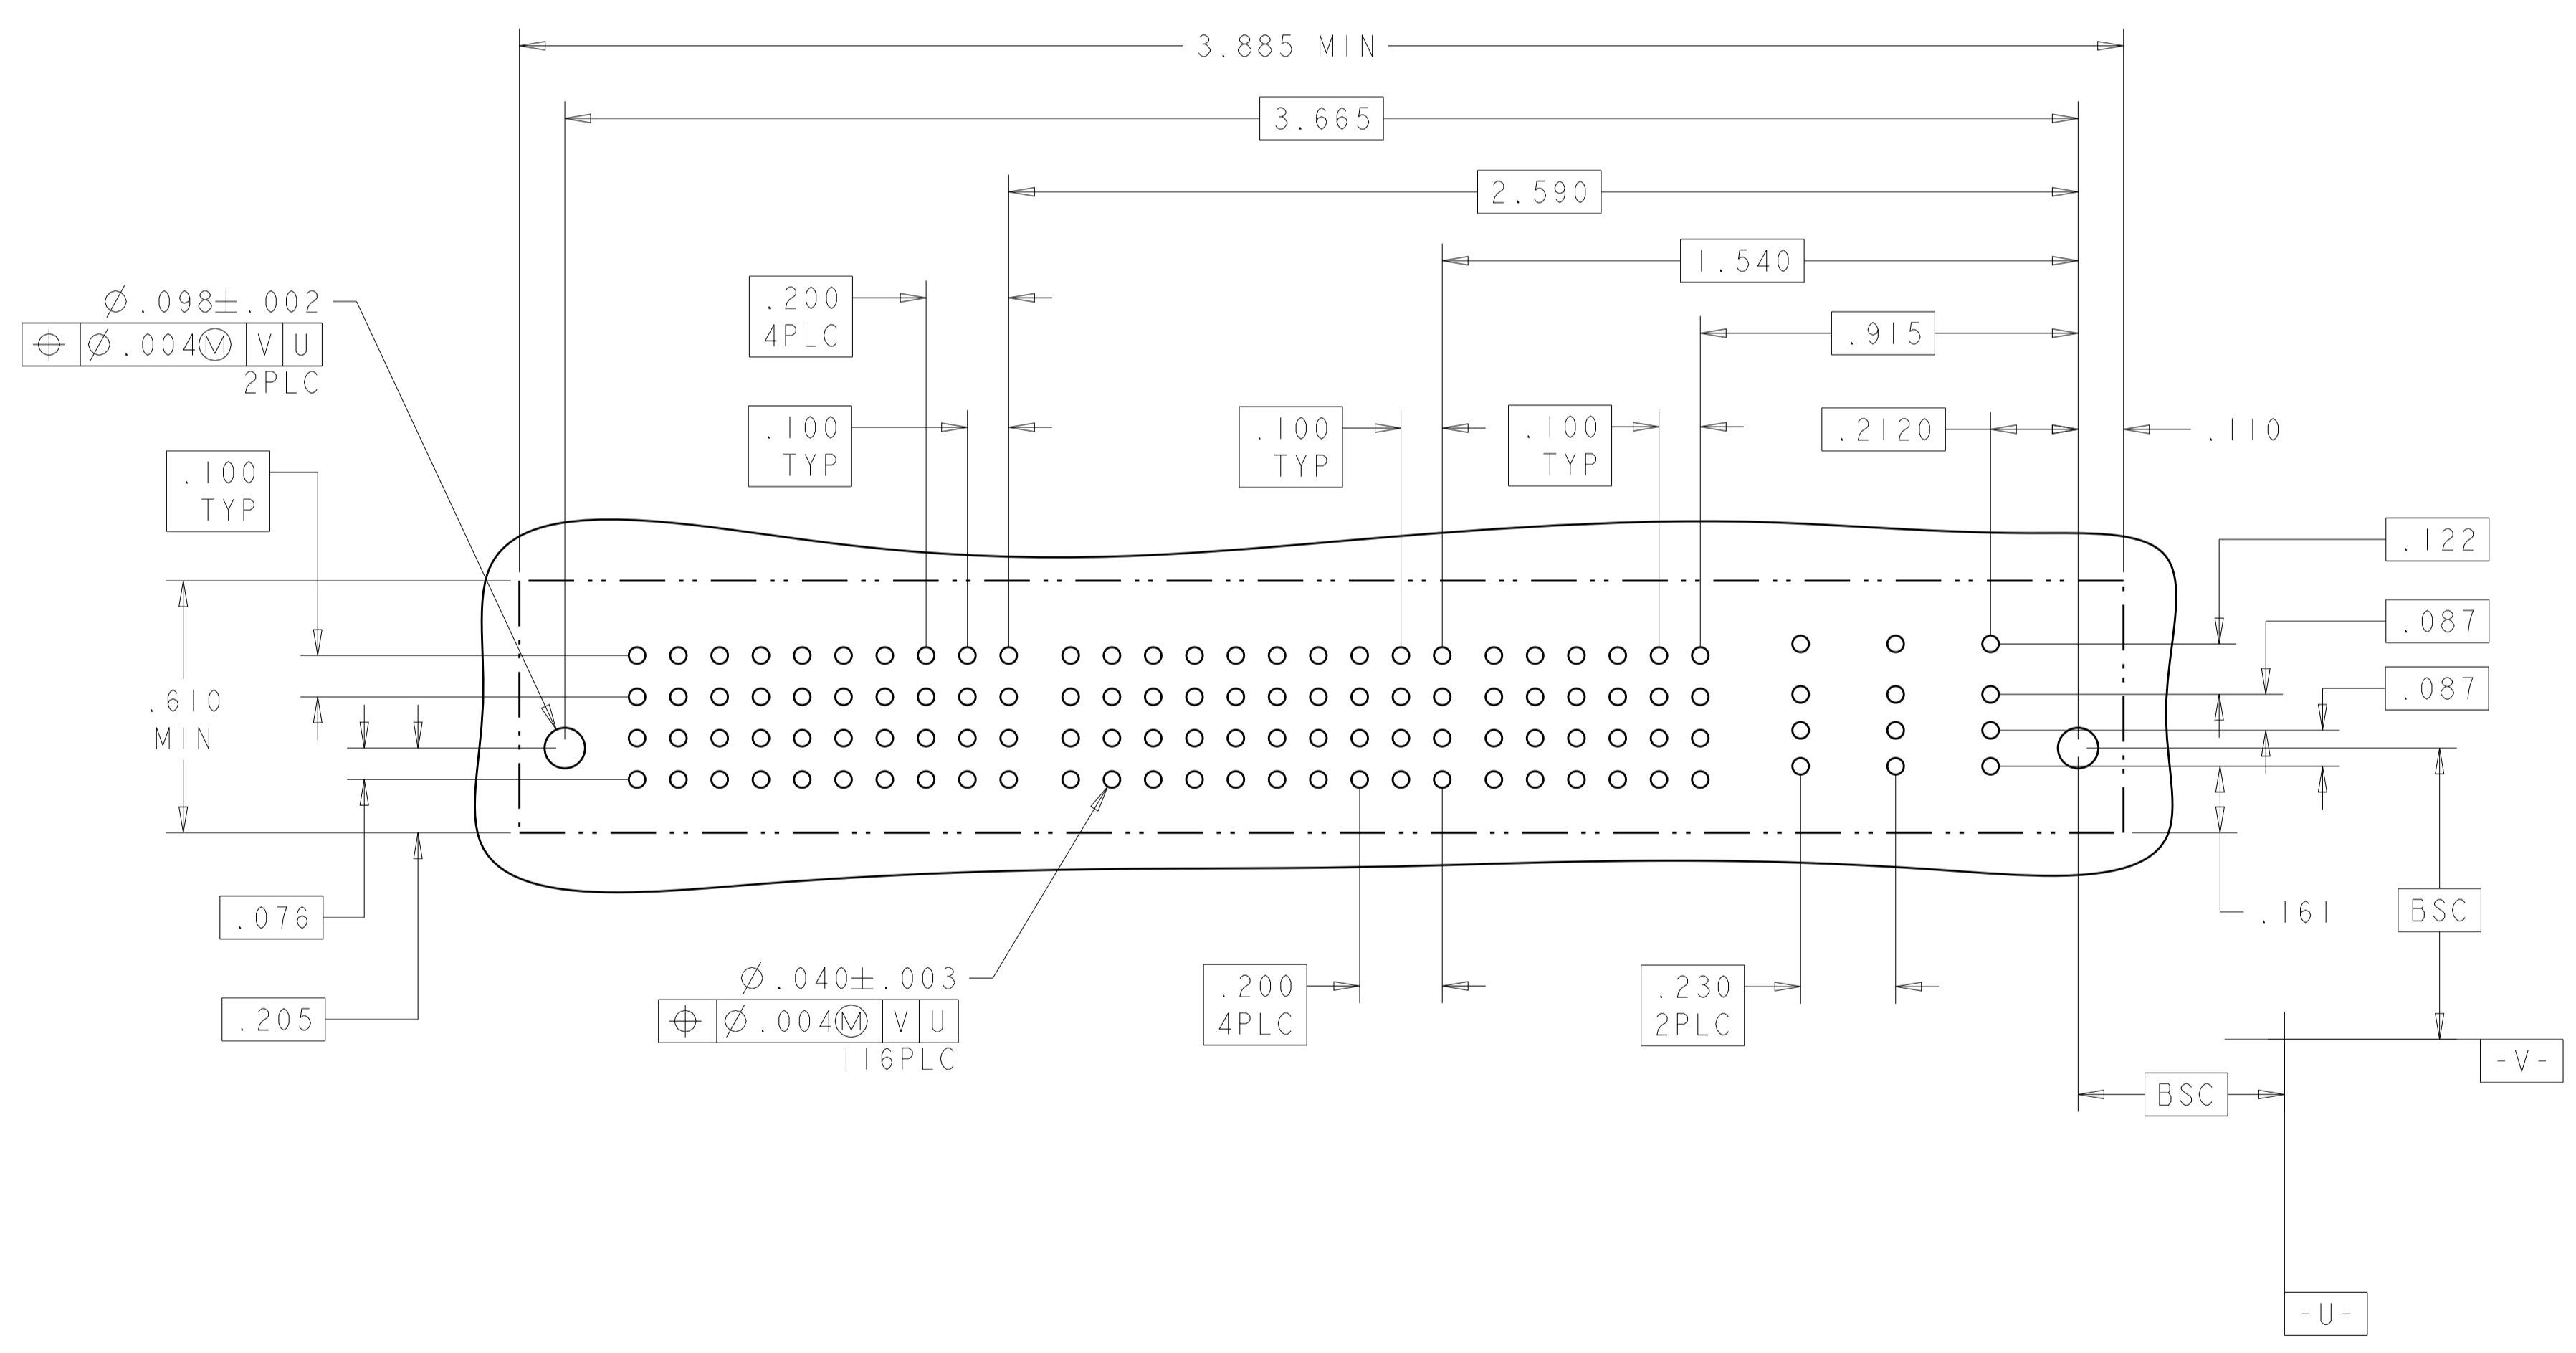 3.885 MIN
3.665
2.590
1.540
.200
4PLC
⌀.098±.002
⌖ ⌀.004Ⓜ V U
2PLC
.915
.100
TYP
.100
TYP
.100
TYP
.2120
.110
.100
TYP
.122
.087
.087
.610
MIN
.076
.205
⌀.040±.003
⌖ ⌀.004Ⓜ V U
116PLC
.200
4PLC
.230
2PLC
.161
BSC
-V-
BSC
-U-